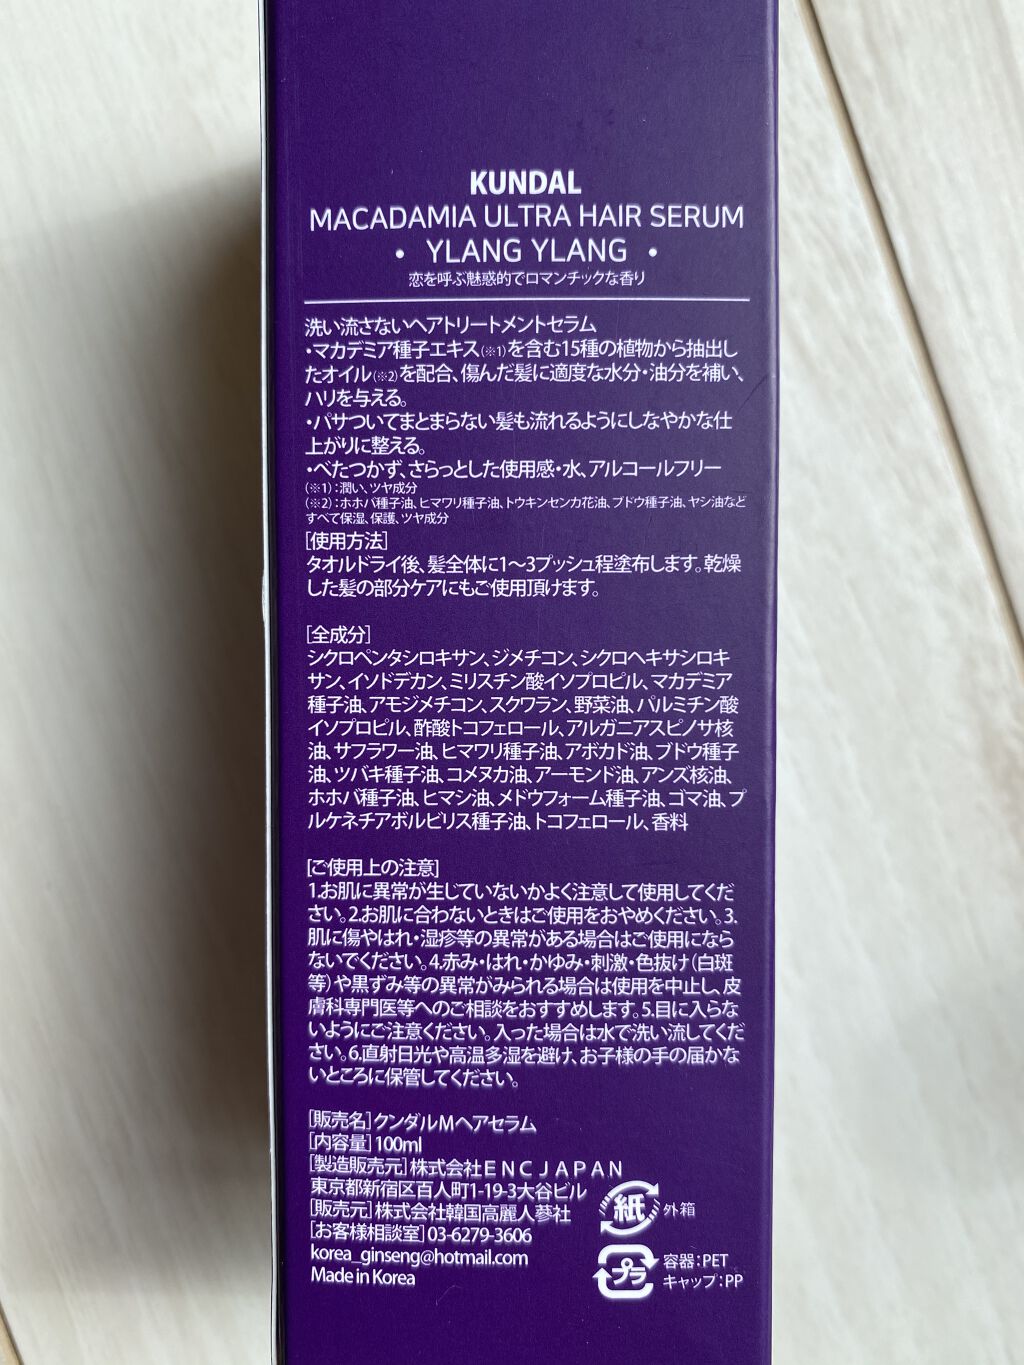 KUNDAL
MACADAMIA ULTRA HAIR SERUM
• YLANG YLANG •
恋を呼ぶ魅惑的でロマンチックな香り
洗い流さないヘアトリートメントセラム
・マカデミア種子エキス(※1)を含む15種の植物から抽出し
たオイル(※2)を配合、傷んだ髪に適度な水分・油分を補い、
ハリを与える。
・パサついてまとまらない髪も流れるようにしなやかな仕
上がりに整える。
・べたつかず、さらっとした使用感・水、アルコールフリー
(※1):潤い、ツヤ成分
(※2):ホホバ種子油、ヒマワリ種子油、トウキンセンカ花油、ブドウ種子油、ヤシ油など
すべて保湿、保護、ツヤ成分
[使用方法]
タオルドライ後、髪全体に1～3プッシュ程塗布します。乾燥
した髪の部分ケアにもご使用頂けます。
[全成分]
シクロペンタシロキサン、ジメチコン、シクロヘキサシロキ
サン、イソドデカン、ミリスチン酸イソプロピル、マカデミア
種子油、アモジメチコン、スクワラン、野菜油、パルミチン酸
イソプロピル、酢酸トコフェロール、アルガニアスピノサ核
油、サフラワー油、ヒマワリ種子油、アボカド油、ブドウ種子
油、ツバキ種子油、コメヌカ油、アーモンド油、アンズ核油、
ホホバ種子油、ヒマシ油、メドウフォーム種子油、ゴマ油、プ
ルケネチアボルビリス種子油、トコフェロール、香料
[ご使用上の注意]
1.お肌に異常が生じていないかよく注意して使用してくだ
さい。2.お肌に合わないときはご使用をおやめください。3.
肌に傷やはれ・湿疹等の異常がある場合はご使用になら
ないでください。4.赤み・はれ・かゆみ・刺激・色抜け(白斑
等)や黒ずみ等の異常がみられる場合は使用を中止し、皮
膚科専門医等へのご相談をおすすめします。5.目に入らな
いようにご注意ください。入った場合は水で洗い流してくだ
さい。6.直射日光や高温多湿を避け、お子様の手の届かな
いところに保管してください。
[販売名]クンダルMヘアセラム
[内容量]100ml
[製造販売元]株式会社ENC JAPAN
東京都新宿区百人町1-19-3大谷ビル
[販売元]株式会社韓国高麗人蔘社
紙 外箱
[お客様相談室]03-6279-3606
korea_ginseng@hotmail.com
Made in Korea
プラ 容器:PET
キャップ:PP